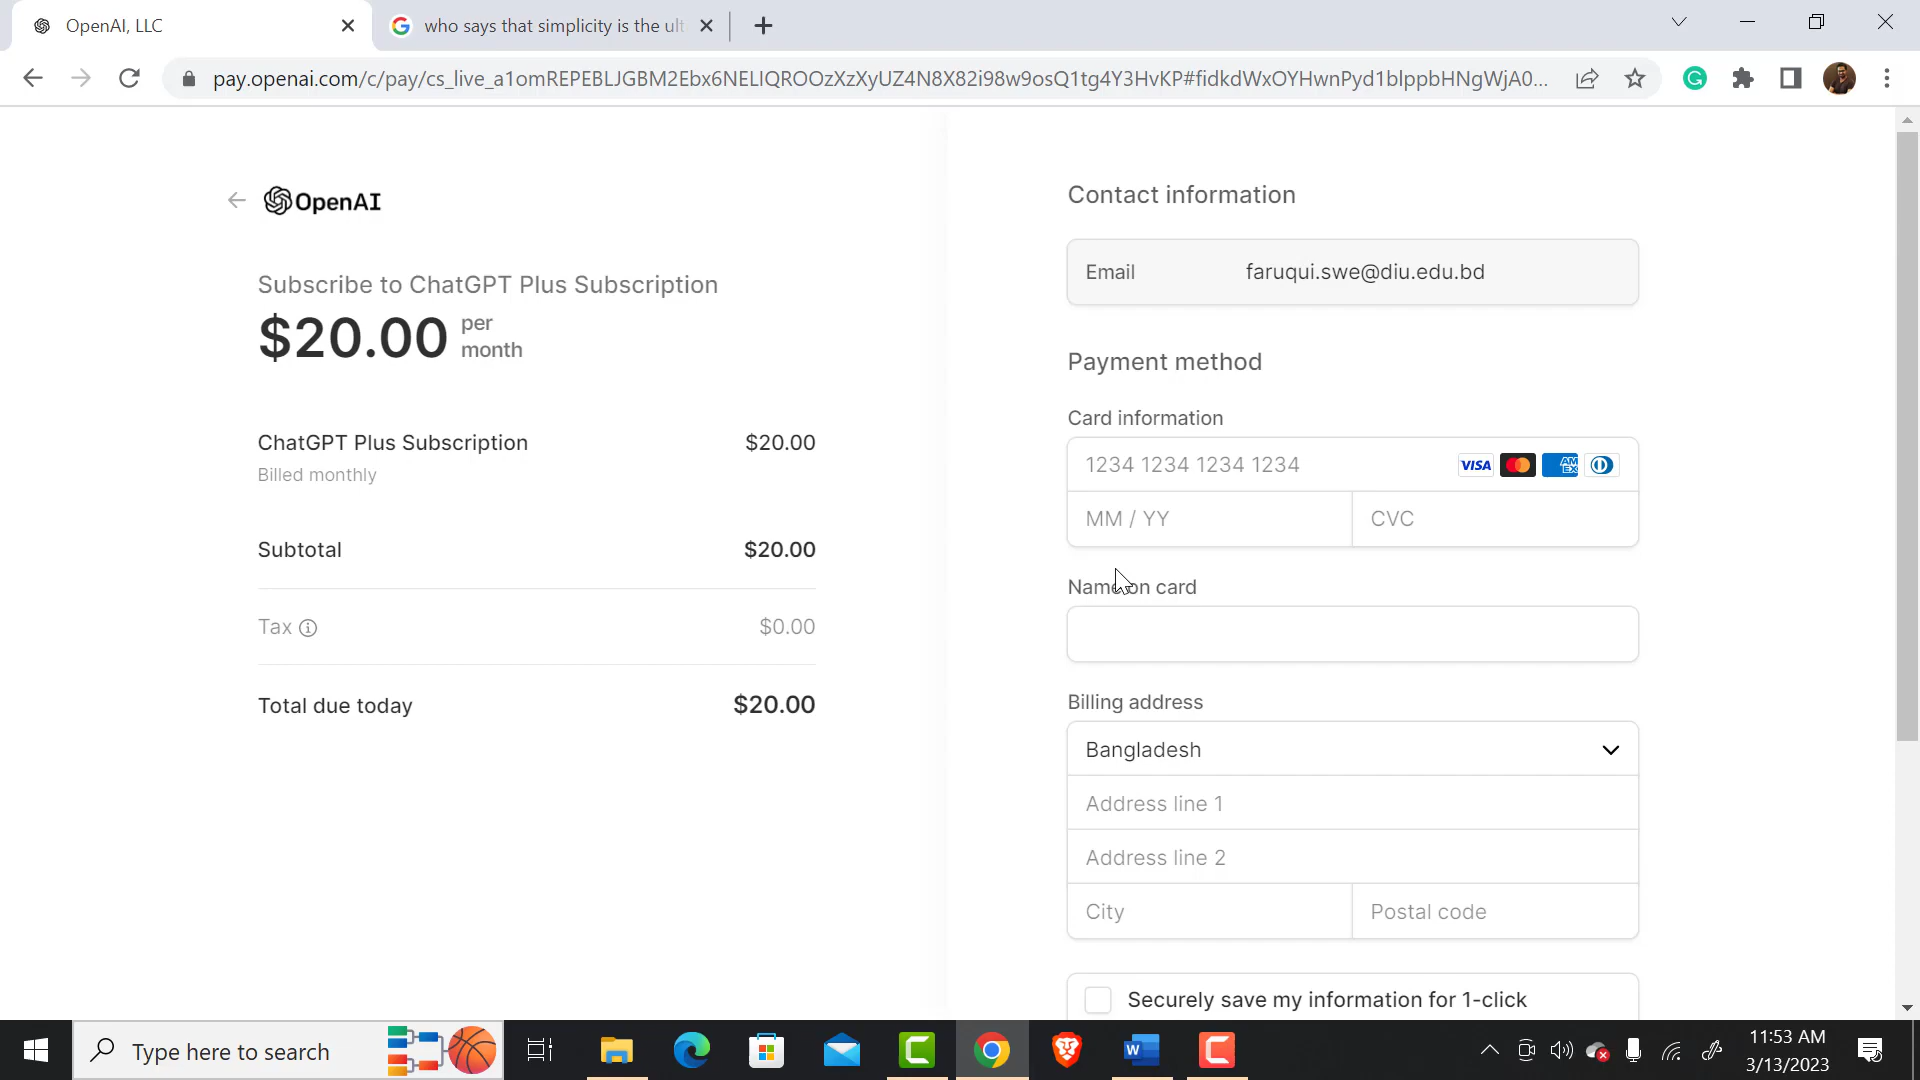 OpenAI, LLC
who says that simplicity is the ult
pay.openai.com/c/pay/cs_live_a1omREPEBLJGBM2Ebx6NELIQROOzXzXyUZ4N8X82i98w9osQ1tg4Y3HvKP#fidkdWxOYHwnPyd1blppbHNgWjA0...
OpenAI
Subscribe to ChatGPT Plus Subscription
$20.00 per month
ChatGPT Plus Subscription $20.00
Billed monthly
Subtotal $20.00
Tax $0.00
Total due today $20.00
Contact information
Email faruqui.swe@diu.edu.bd
Payment method
Card information
1234 1234 1234 1234 VISA AM EX
MM / YY CVC
Name on card
Billing address
Bangladesh
Address line 1
Address line 2
City Postal code
Securely save my information for 1-click
Type here to search
11:53 AM
3/13/2023